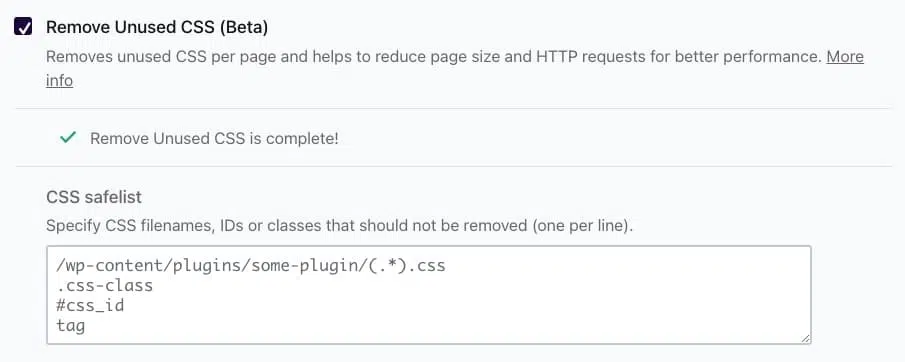 Remove Unused CSS (Beta)
Removes unused CSS per page and helps to reduce page size and HTTP requests for better performance. More
info
Remove Unused CSS is complete!
CSS safelist
Specify CSS filenames, IDs or classes that should not be removed (one per line).
/wp-content/plugins/some-plugin/(.*).css
.css-class
#css_id
tag